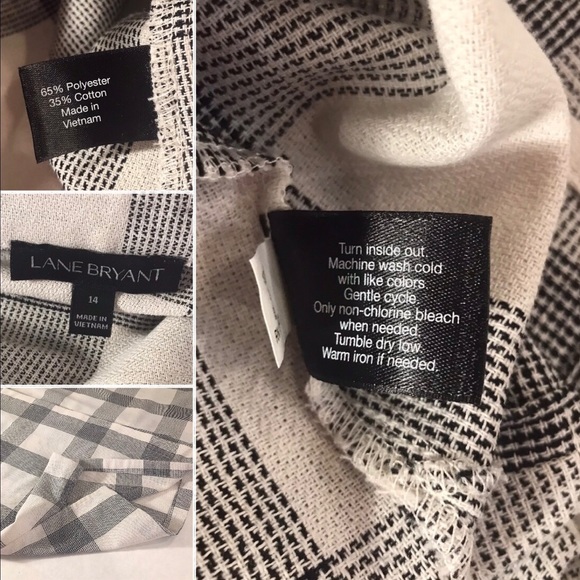 65% Polyester
35% Cotton
Made in
Vietnam
LANE BRYANT
14
MADE IN
VIETNAM
Turn inside out.
Machine wash cold
with like colors.
Gentle cycle.
Only non-chlorine bleach
when needed.
Tumble dry low.
Warm iron if needed.